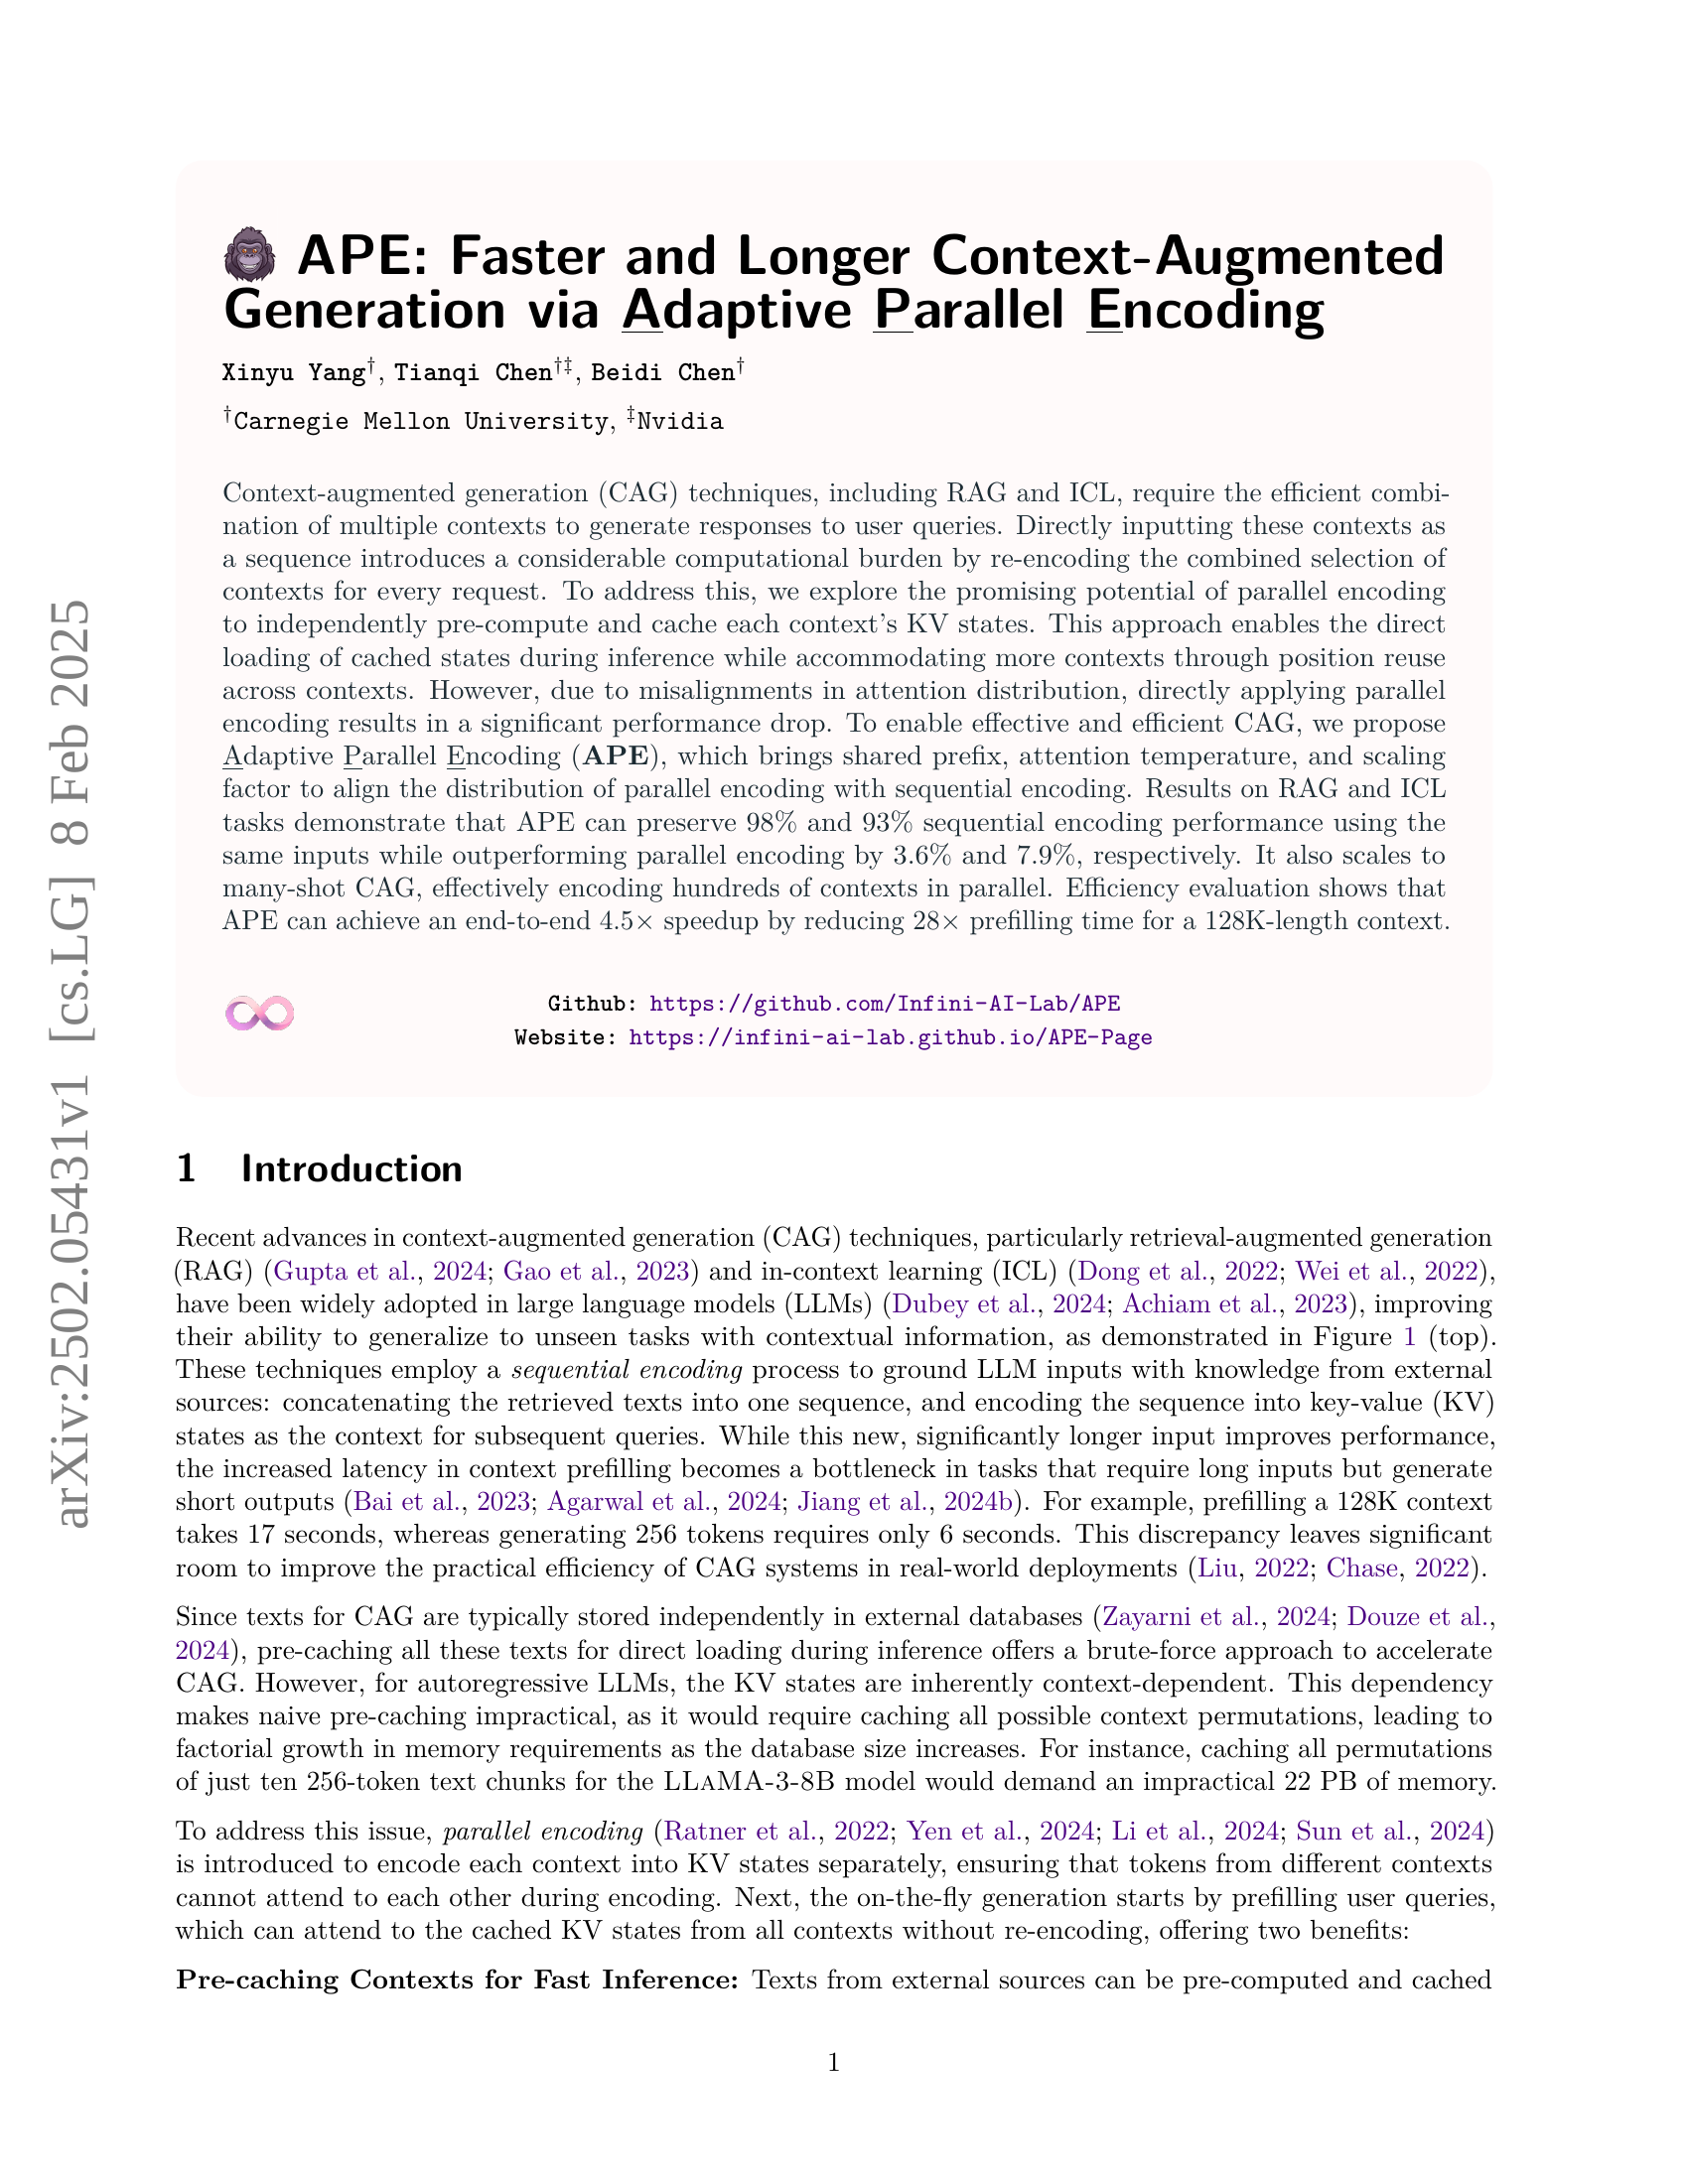 arXiv:2502.05431v1 [cs.LG] 8 Feb 2025
APE: Faster and Longer Context-Augmented
Generation via Adaptive Parallel Encoding
Xinyu Yang†, Tianqi Chen†‡, Beidi Chen†
†Carnegie Mellon University, ‡Nvidia
Context-augmented generation (CAG) techniques, including RAG and ICL, require the efficient combi-
nation of multiple contexts to generate responses to user queries. Directly inputting these contexts as
a sequence introduces a considerable computational burden by re-encoding the combined selection of
contexts for every request. To address this, we explore the promising potential of parallel encoding
to independently pre-compute and cache each context's KV states. This approach enables the direct
loading of cached states during inference while accommodating more contexts through position reuse
across contexts. However, due to misalignments in attention distribution, directly applying parallel
encoding results in a significant performance drop. To enable effective and efficient CAG, we propose
Adaptive Parallel Encoding (APE), which brings shared prefix, attention temperature, and scaling
factor to align the distribution of parallel encoding with sequential encoding. Results on RAG and ICL
tasks demonstrate that APE can preserve 98% and 93% sequential encoding performance using the
same inputs while outperforming parallel encoding by 3.6% and 7.9%, respectively. It also scales to
many-shot CAG, effectively encoding hundreds of contexts in parallel. Efficiency evaluation shows that
APE can achieve an end-to-end 4.5× speedup by reducing 28× prefilling time for a 128K-length context.
Github: https://github.com/Infini-AI-Lab/APE
Website: https://infini-ai-lab.github.io/APE-Page
1 Introduction
Recent advances in context-augmented generation (CAG) techniques, particularly retrieval-augmented generation
(RAG) (Gupta et al., 2024; Gao et al., 2023) and in-context learning (ICL) (Dong et al., 2022; Wei et al., 2022),
have been widely adopted in large language models (LLMs) (Dubey et al., 2024; Achiam et al., 2023), improving
their ability to generalize to unseen tasks with contextual information, as demonstrated in Figure 1 (top).
These techniques employ a sequential encoding process to ground LLM inputs with knowledge from external
sources: concatenating the retrieved texts into one sequence, and encoding the sequence into key-value (KV)
states as the context for subsequent queries. While this new, significantly longer input improves performance,
the increased latency in context prefilling becomes a bottleneck in tasks that require long inputs but generate
short outputs (Bai et al., 2023; Agarwal et al., 2024; Jiang et al., 2024b). For example, prefilling a 128K context
takes 17 seconds, whereas generating 256 tokens requires only 6 seconds. This discrepancy leaves significant
room to improve the practical efficiency of CAG systems in real-world deployments (Liu, 2022; Chase, 2022).
Since texts for CAG are typically stored independently in external databases (Zayarni et al., 2024; Douze et al.,
2024), pre-caching all these texts for direct loading during inference offers a brute-force approach to accelerate
CAG. However, for autoregressive LLMs, the KV states are inherently context-dependent. This dependency
makes naive pre-caching impractical, as it would require caching all possible context permutations, leading to
factorial growth in memory requirements as the database size increases. For instance, caching all permutations
of just ten 256-token text chunks for the LLaMA-3-8B model would demand an impractical 22 PB of memory.
To address this issue, parallel encoding (Ratner et al., 2022; Yen et al., 2024; Li et al., 2024; Sun et al., 2024)
is introduced to encode each context into KV states separately, ensuring that tokens from different contexts
cannot attend to each other during encoding. Next, the on-the-fly generation starts by prefilling user queries,
which can attend to the cached KV states from all contexts without re-encoding, offering two benefits:
Pre-caching Contexts for Fast Inference: Texts from external sources can be pre-computed and cached
1